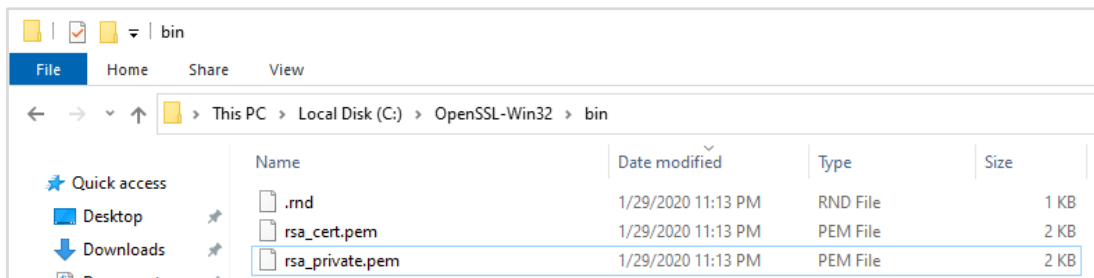 bin
File Home Share View
This PC > Local Disk (C:) > OpenSSL-Win32 > bin
Name Date modified Type Size
Quick access
.rnd 1/29/2020 11:13 PM RND File 1 KB
Desktop
rsa_cert.pem 1/29/2020 11:13 PM PEM File 2 KB
Downloads
rsa_private.pem 1/29/2020 11:13 PM PEM File 2 KB